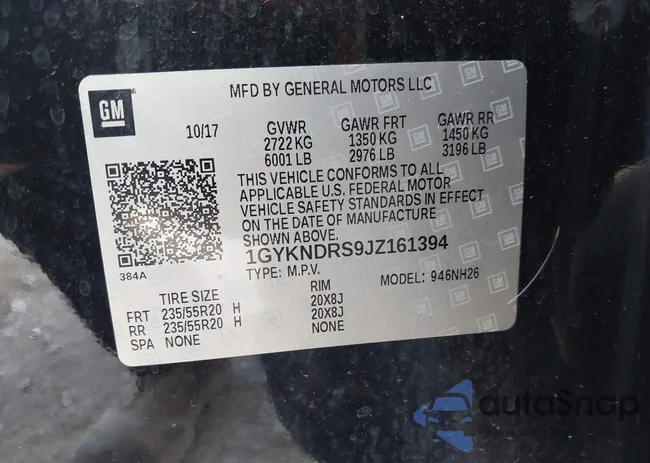 MFD BY GENERAL MOTORS LLC
GM
10/17 GVWR GAWR FRT GAWR RR
2722 KG 1350 KG 1450 KG
6001 LB 2976 LB 3196 LB
THIS VEHICLE CONFORMS TO ALL
APPLICABLE U.S. FEDERAL MOTOR
VEHICLE SAFETY STANDARDS IN EFFECT
ON THE DATE OF MANUFACTURE
SHOWN ABOVE.
1GYKNDRS9JZ161394
384A
TYPE: M.P.V. MODEL: 946NH26
TIRE SIZE RIM
FRT 235/55R20 H 20X8J
RR 235/55R20 H 20X8J
SPA NONE NONE
autoSnap